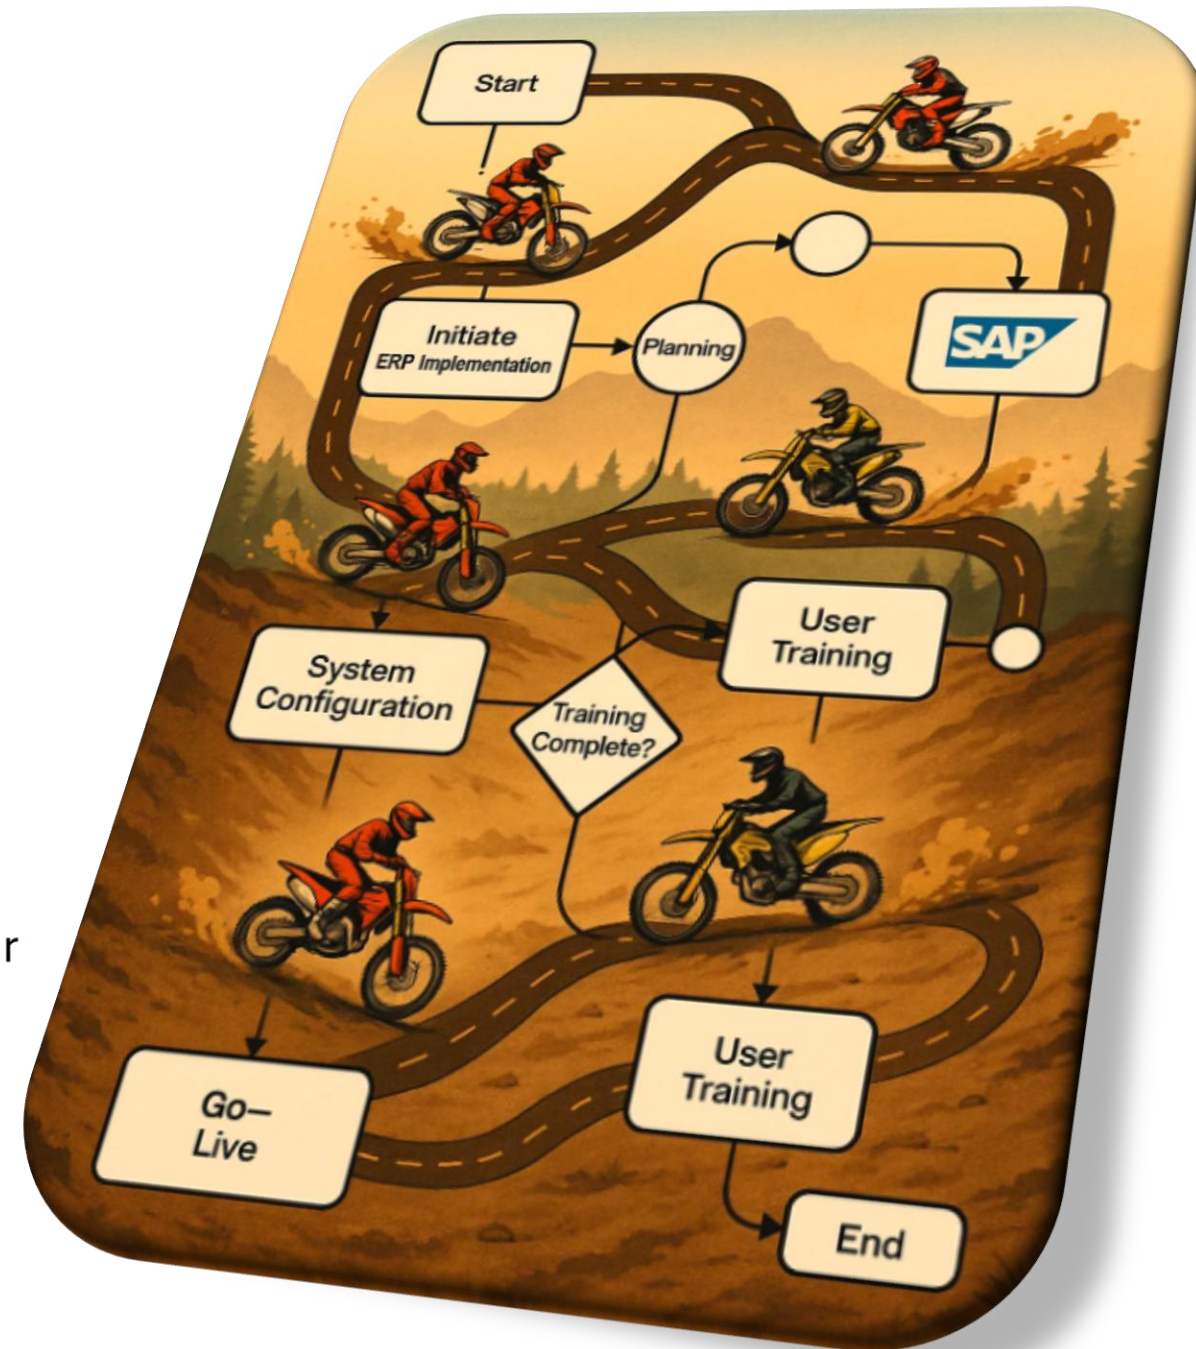 Start
Initiate
ERP Implementation
Planning
SAP
User
Training
System
Configuration
Training
Complete?
r
User
Training
Go–
Live
End